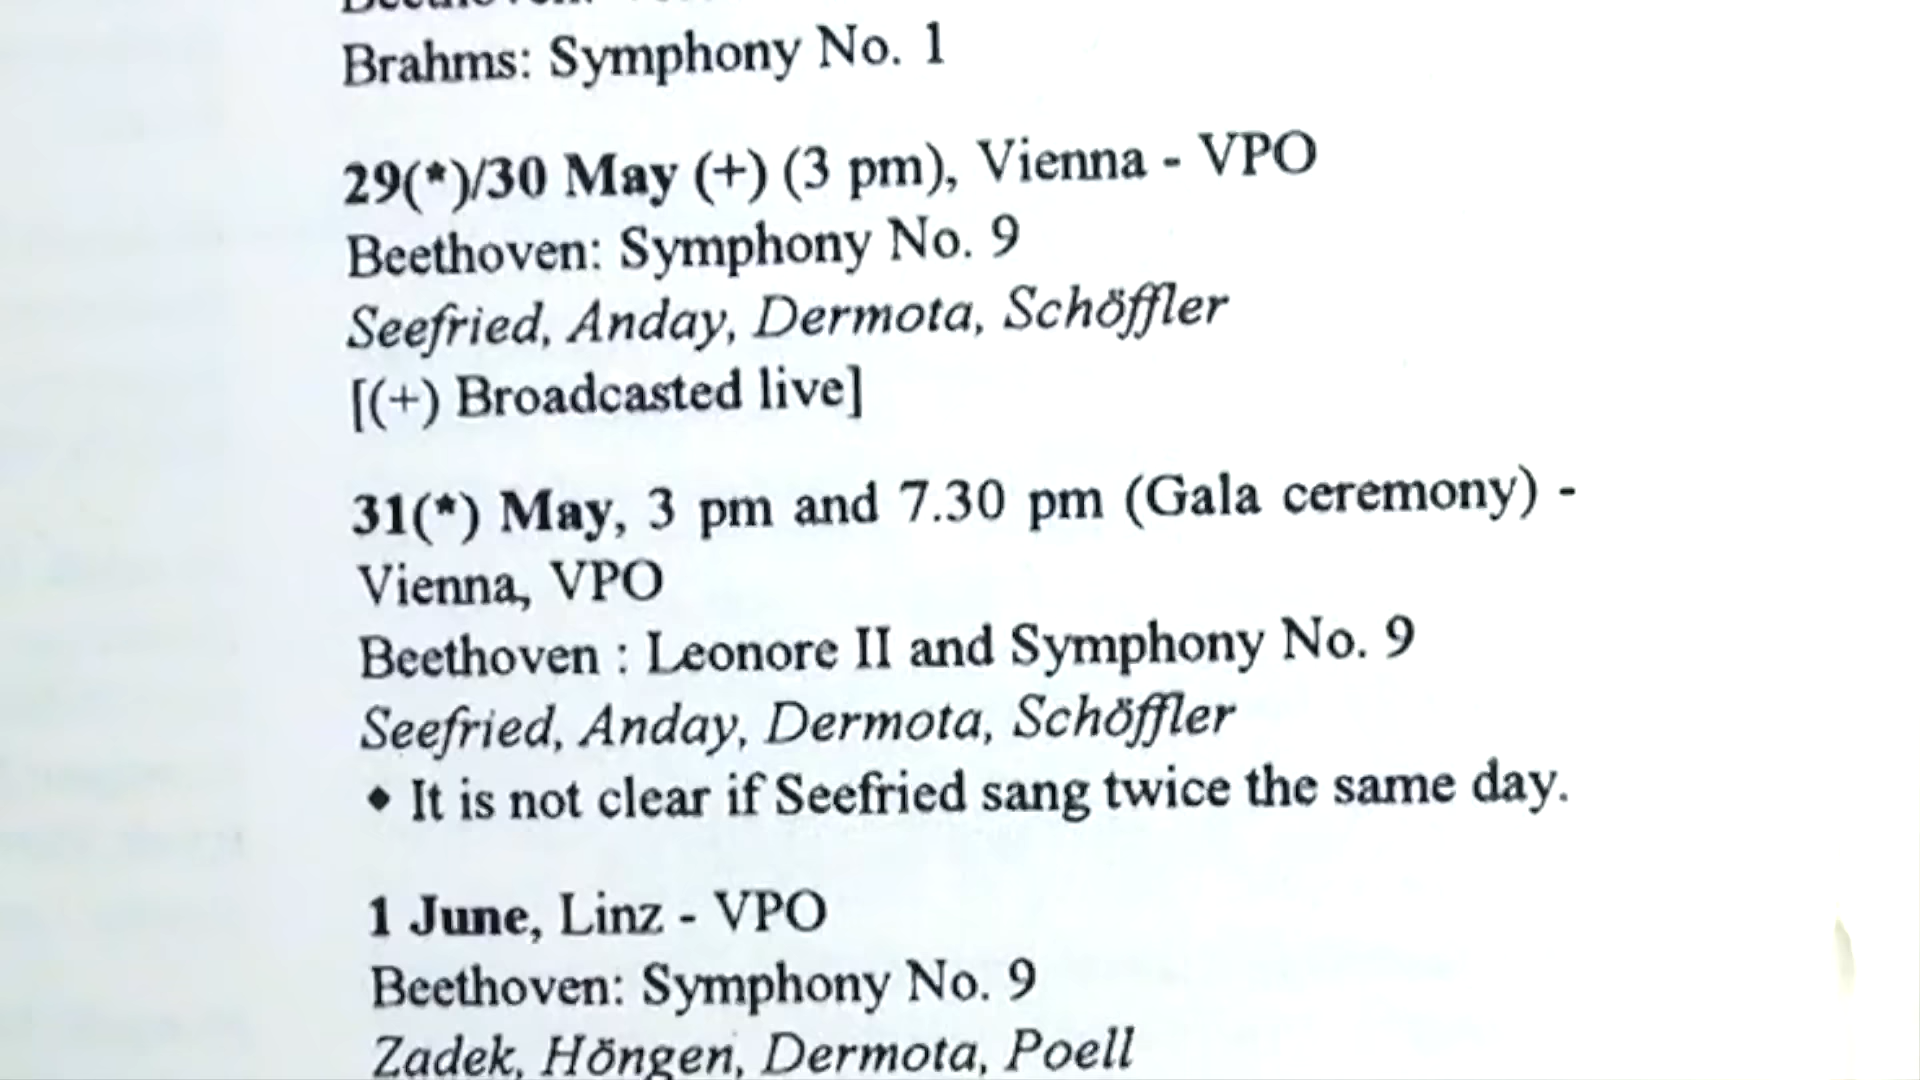 Brahms: Symphony No. 1
29(*)/30 May (+) (3 pm), Vienna - VPO
Beethoven: Symphony No. 9
Seefried, Anday, Dermota, Schöffler
[(+) Broadcasted live]
31(*) May, 3 pm and 7.30 pm (Gala ceremony) -
Vienna, VPO
Beethoven : Leonore II and Symphony No. 9
Seefried, Anday, Dermota, Schöffler
♦ It is not clear if Seefried sang twice the same day.
1 June, Linz - VPO
Beethoven: Symphony No. 9
Zadek, Höngen, Dermota, Poell